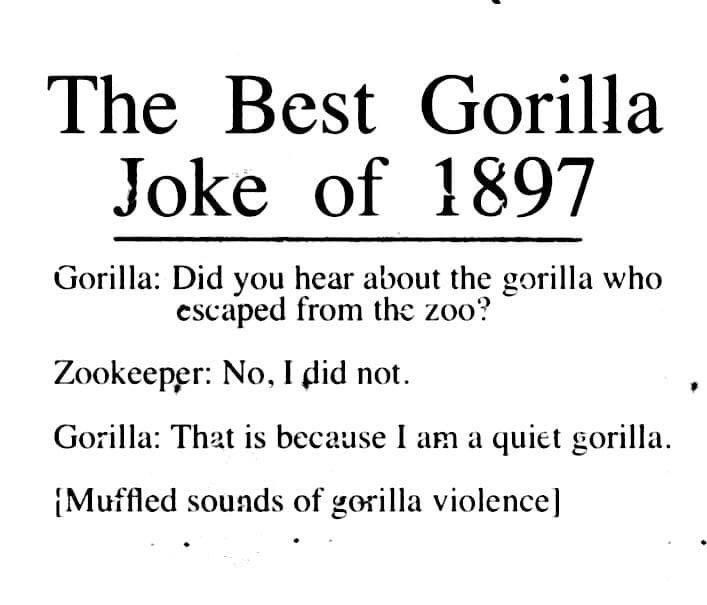 The Best Gorilla
Joke of 1897
Gorilla: Did you hear about the gorilla who
escaped from the zoo?
Zookeeper: No, I did not.
Gorilla: That is because I am a quiet gorilla.
[Muffled sounds of gorilla violence]